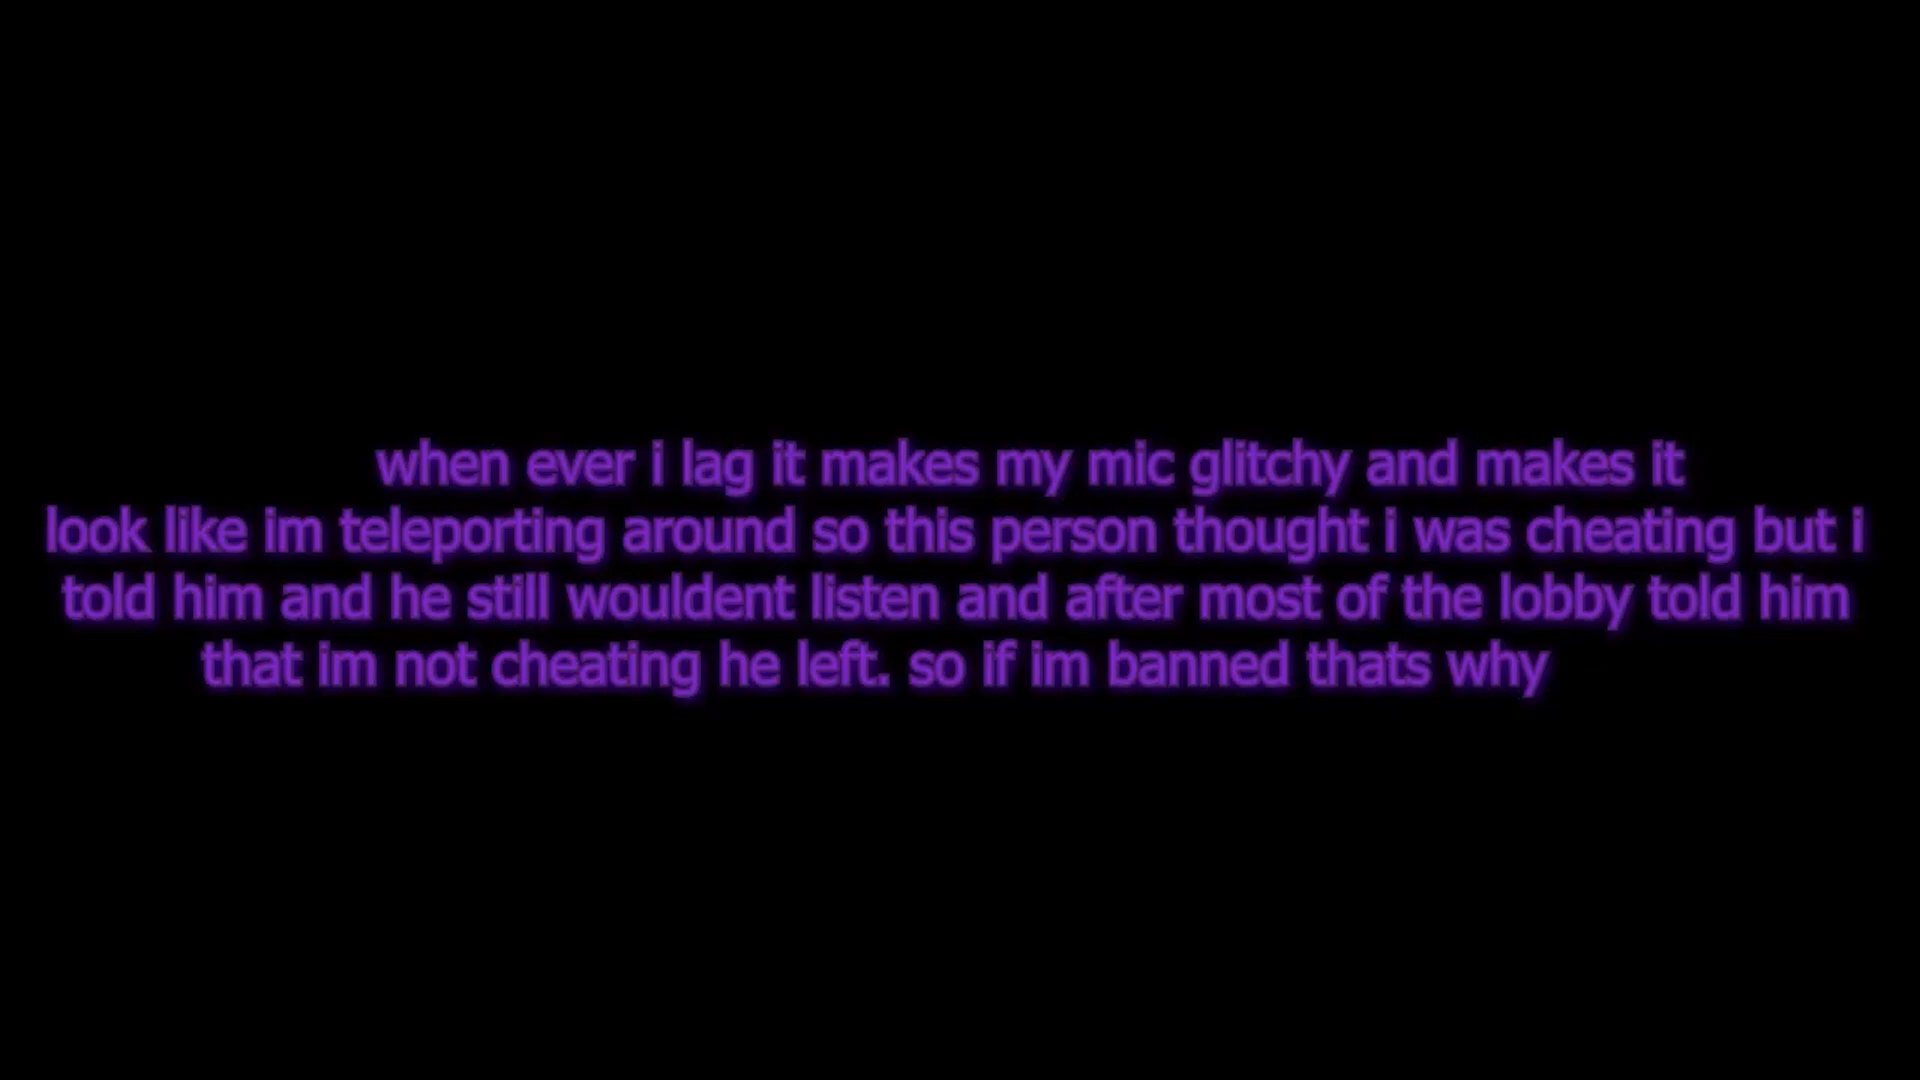 when ever i lag it makes my mic glitchy and makes it
look like im teleporting around so this person thought i was cheating but i
told him and he still wouldent listen and after most of the lobby told him
that im not cheating he left. so if im banned thats why